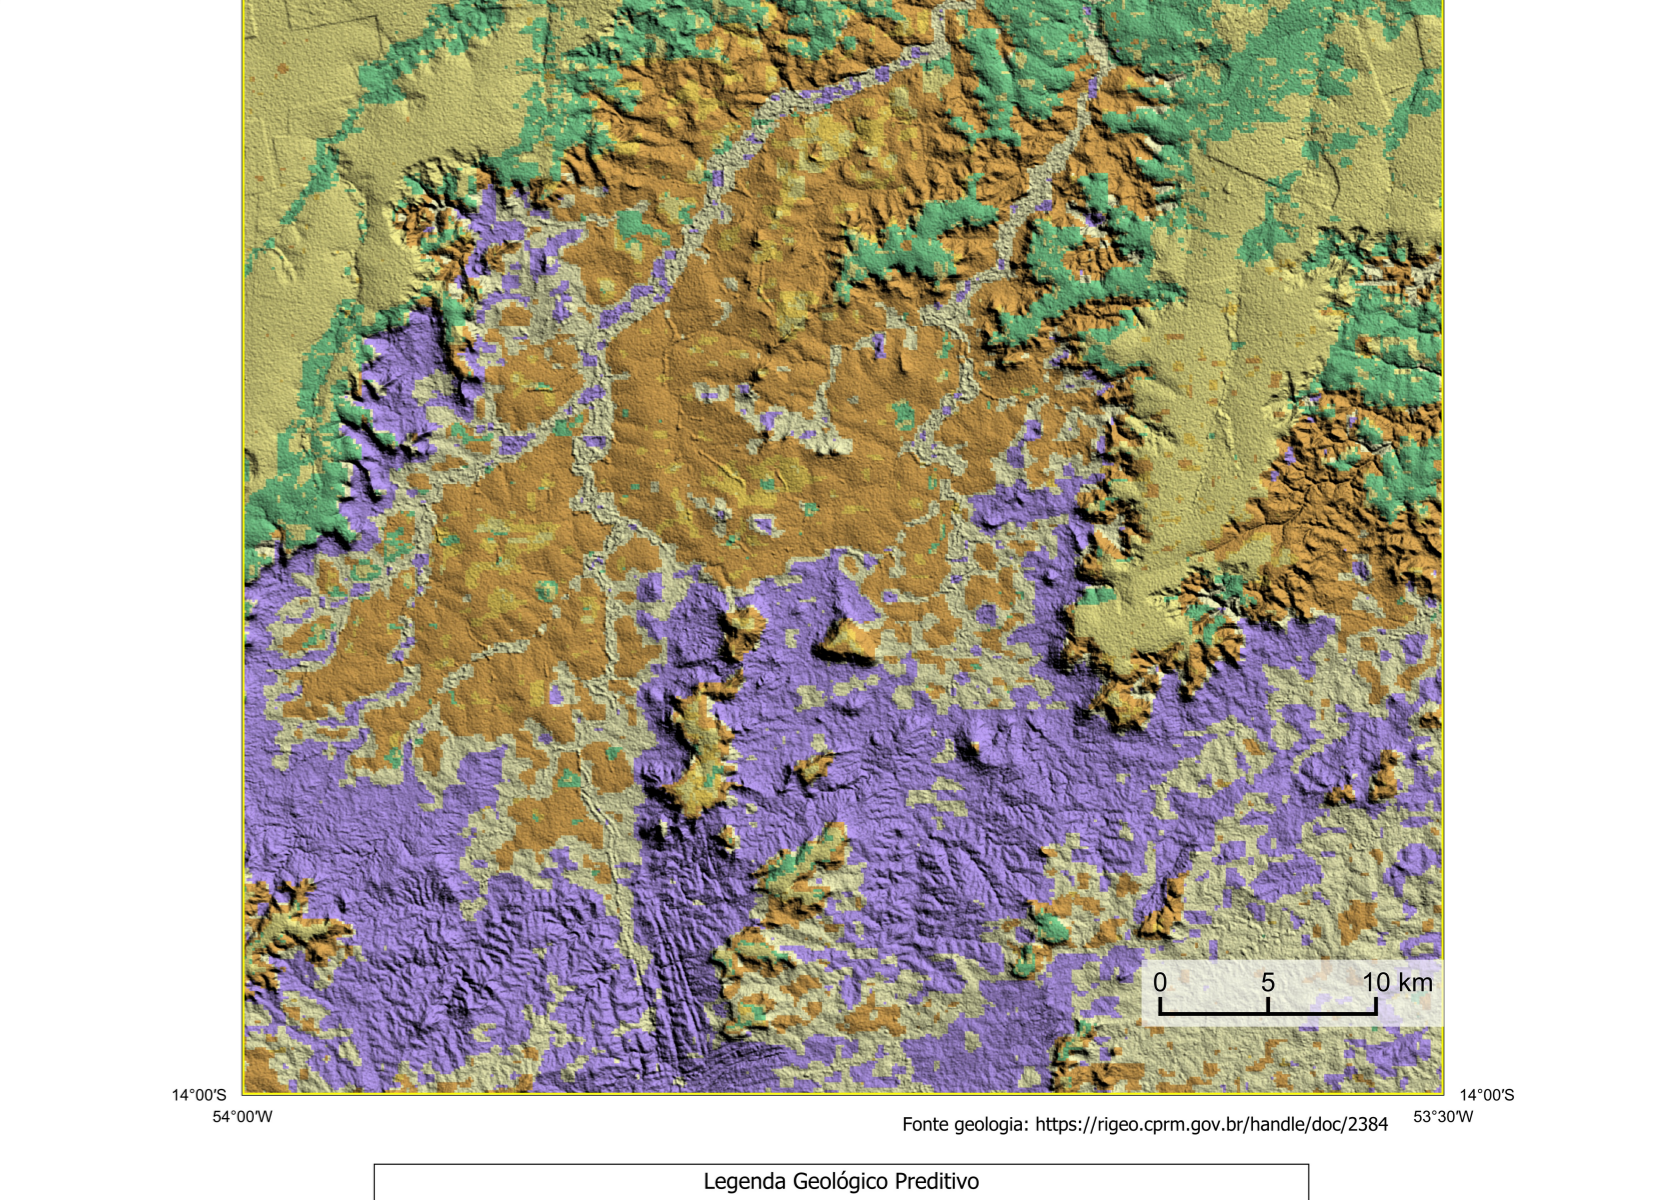 0 5 10 km
14°00'S 14°00'S
54°00'W 53°30'W
Fonte geologia: https://rigeo.cprm.gov.br/handle/doc/2384
Legenda Geológico Preditivo